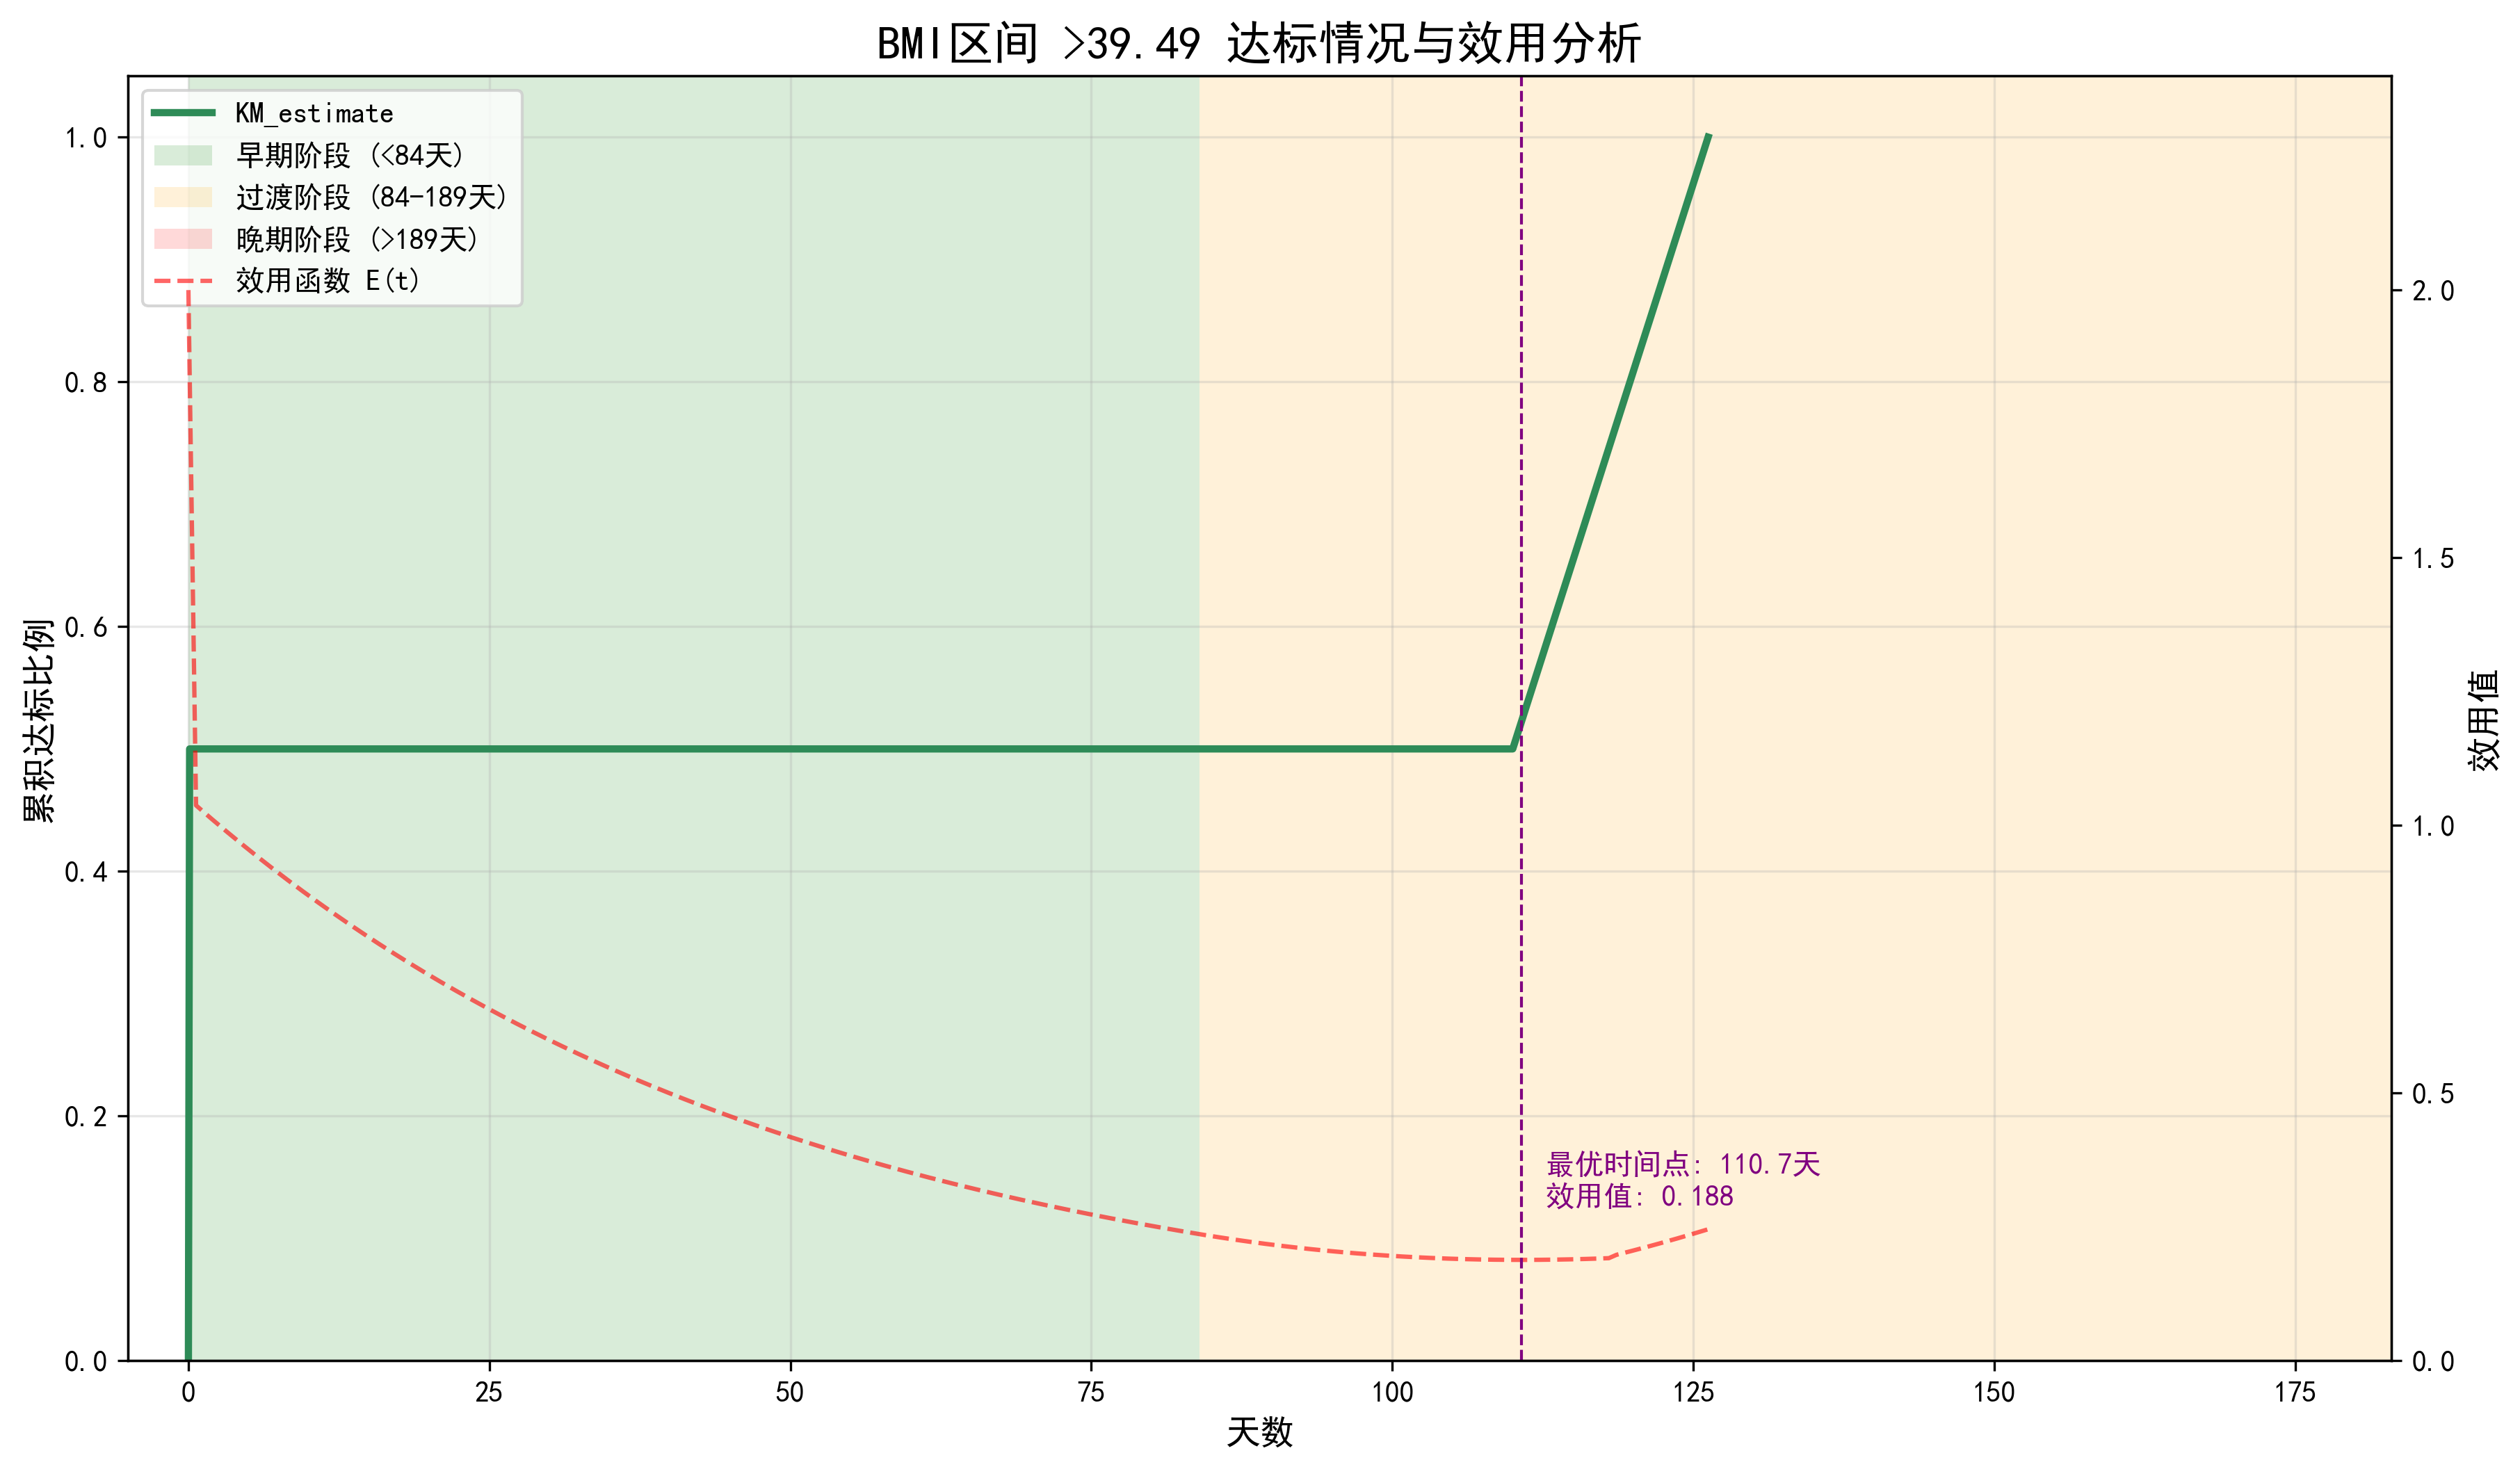 BMI区间 >39.49 达标情况与效用分析
KM_estimate
早期阶段 (<84天)
过渡阶段 (84-189天)
晚期阶段 (>189天)
效用函数 E(t)
累积达标比例
1.0
0.8
0.6
0.4
0.2
0.0
最优时间点: 110.7天
效用值: 0.188
2.0
1.5
1.0
0.5
0.0
效用值
0 25 50 75 100 125 150 175
天数